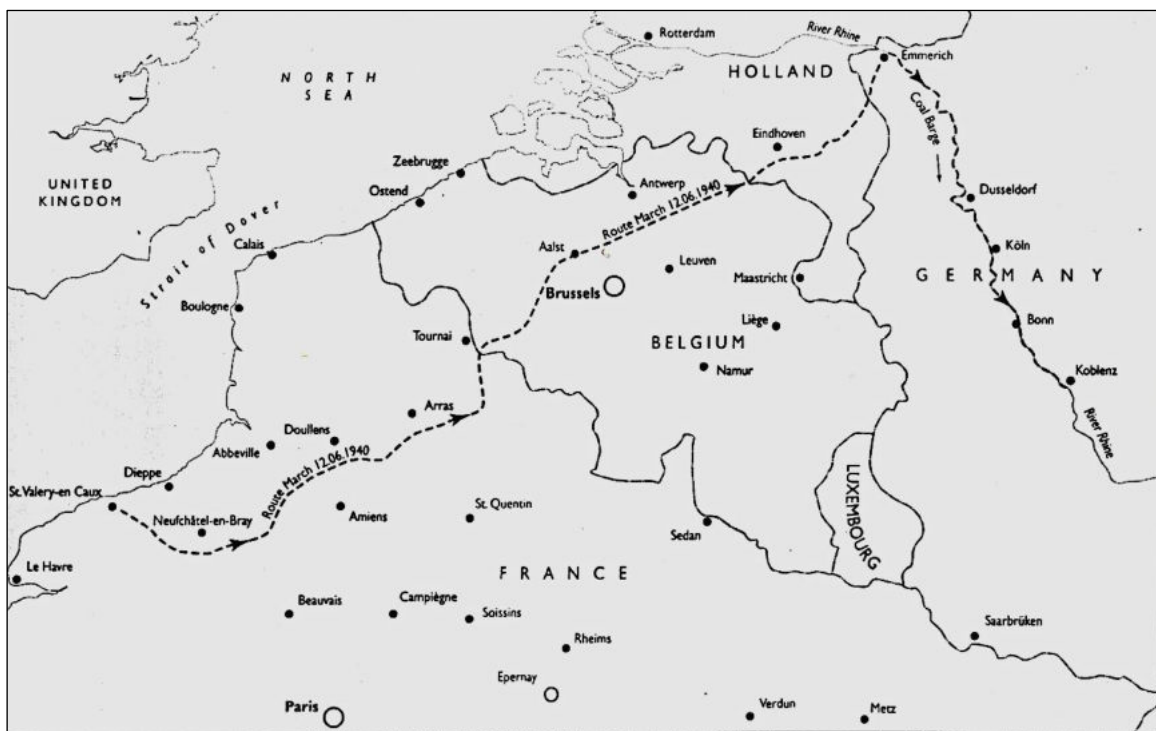 Rotterdam
River Rhine
Emmerich
NORTH
SEA
HOLLAND
Coal Barge
Eindhoven
Zeebrugge
UNITED
KINGDOM
Antwerp
Dusseldorf
Ostend
Route March 12.06.1940
Strait of Dover
Calais
Aalst
Köln
Leuven
GERMANY
Maastricht
Brussels
Boulogne
Liège
Bonn
Tournai
BELGIUM
Namur
Koblenz
Arras
River Rhine
Doullens
Abbeville
Route March 12.06.1940
Dieppe
St.Valery-en Caux
LUXEMBOURG
St. Quentin
Neufchâtel-en-Bray
Amiens
Sedan
Le Havre
FRANCE
Beauvais
Campiègne
Soissins
Saarbrüken
Rheims
Epernay
Paris
Verdun
Metz